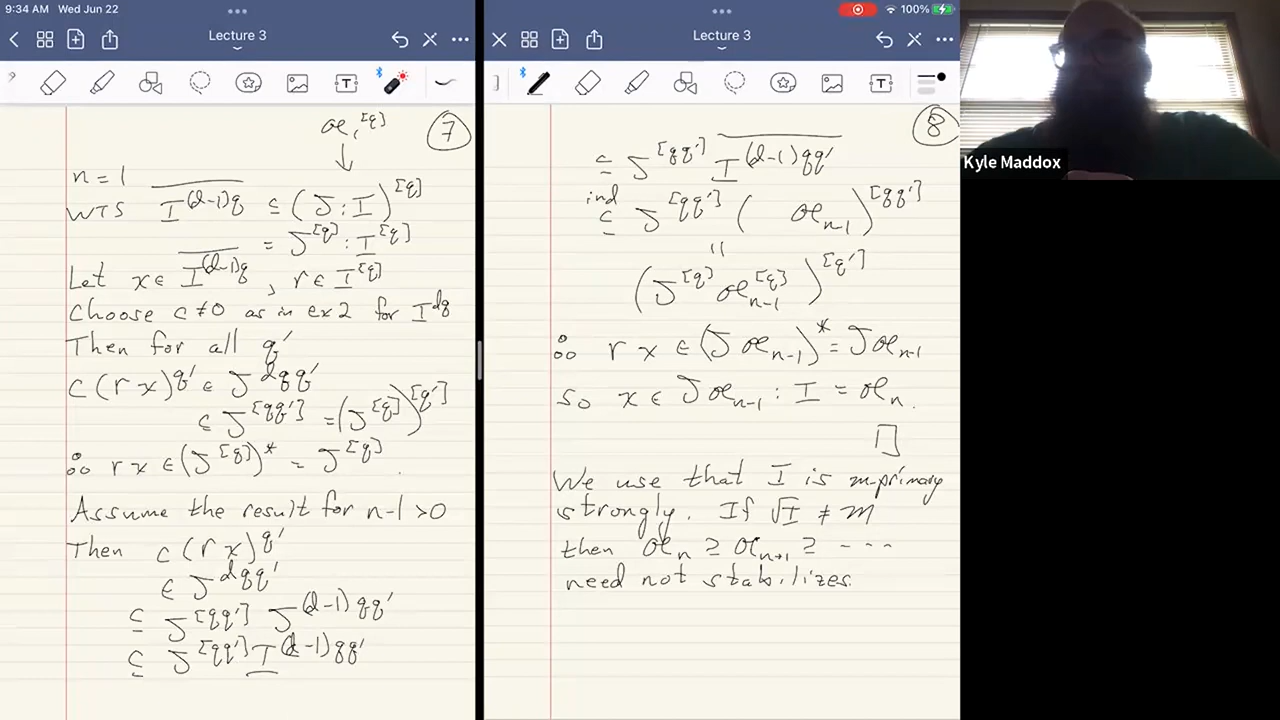 9:34 AM Wed Jun 22
Lecture 3
𝔞₁^[q] ↓
⑦
n = 1
WTS \overline{I^{(d-1)q}} ⊆ (J : I)^{[q]}
= J^{[q]} : I^{[q]}
Let x ∈ \overline{I^{(d-1)q}}, r ∈ I^{[q]}
Choose c ≠ 0 as in ex 2 for I^{dq}
Then for all q'
c(rx)^{q'} ∈ J^{dqq'}
⊆ J^{[qq']} = (J^{[q]})^{[q']}
∴ rx ∈ (J^{[q]})^* = J^{[q]}.
Assume the result for n-1 > 0
Then c(rx)^{q'}
∈ J^{dqq'}
⊆ J^{[qq']} J^{(d-1)qq'}
⊆ J^{[qq']} I^{(d-1)qq'}
100%
Lecture 3
⑧
⊆ J^{[qq']} \overline{I^{(d-1)qq'}}
ind
⊆ J^{[qq']} (𝔞_{n-1})^{[qq']}
=
(J^{[q]} 𝔞_{n-1}^{[q]})^{[q']}
∴ rx ∈ (J𝔞_{n-1})^* = J𝔞_{n-1}
so x ∈ J𝔞_{n-1} : I = 𝔞_n.
□
We use that I is m-primary
strongly. If √I ≠ m
then 𝔞_n ⊇ 𝔞_{n+1} ⊇ ---
need not stabilizes.
Kyle Maddox